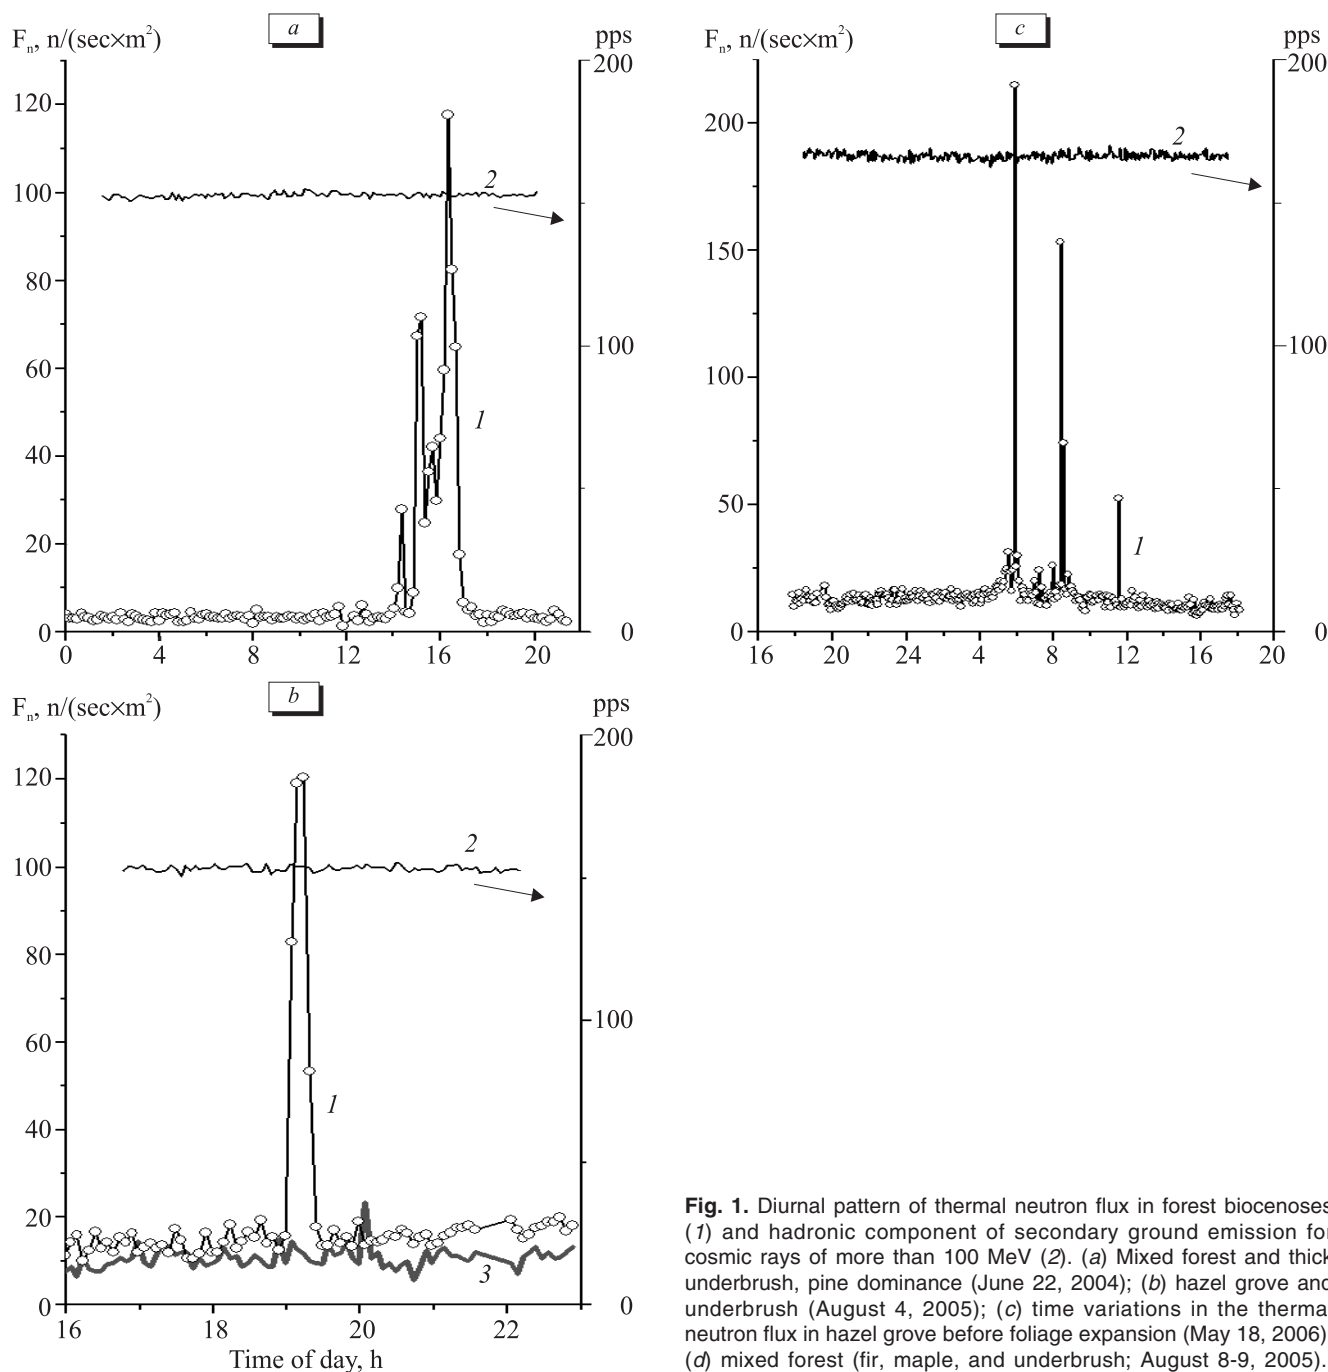 a
Fₙ, n/(sec×m²)
pps
120
100
80
60
40
20
0
200
100
0
2
1
0 4 8 12 16 20
c
Fₙ, n/(sec×m²)
pps
200
150
100
50
0
200
100
0
2
1
16 20 24 4 8 12 16 20
b
Fₙ, n/(sec×m²)
pps
120
100
80
60
40
20
0
200
100
0
2
1
3
16 18 20 22
Time of day, h
Fig. 1. Diurnal pattern of thermal neutron flux in forest biocenoses
(1) and hadronic component of secondary ground emission for
cosmic rays of more than 100 MeV (2). (a) Mixed forest and thick
underbrush, pine dominance (June 22, 2004); (b) hazel grove and
underbrush (August 4, 2005); (c) time variations in the thermal
neutron flux in hazel grove before foliage expansion (May 18, 2006)
(d) mixed forest (fir, maple, and underbrush; August 8-9, 2005).